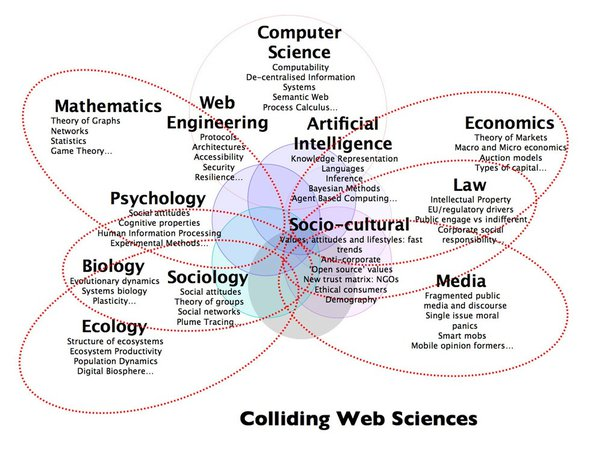 Computer
Science
Computability
De-centralised Information
Systems
Semantic Web
Process Calculus...
Mathematics
Theory of Graphs
Networks
Statistics
Game Theory...
Web
Engineering
Protocols
Architectures
Accessibility
Security
Resilience...
Artificial
Intelligence
Knowledge Representation
Languages
Inference
Bayesian Methods
Agent Based Computing...
Economics
Theory of Markets
Macro and Micro economics
Auction models
Types of capital...
Psychology
Social attitudes
Cognitive properties
Human Information Processing
Experimental Methods...
Law
Intellectual Property
EU/regulatory drivers
Public engage vs indifferent
Corporate social
responsibility...
Socio-cultural
Values, attitudes and lifestyles: fast
trends
Anti-corporate
'Open source' values
New trust matrix: NGOs
Ethical consumers
Demography
Biology
Evolutionary dynamics
Systems biology
Plasticity...
Sociology
Social attitudes
Theory of groups
Social networks
Plume Tracing...
Media
Fragmented public
media and discourse
Single issue moral
panics
Smart mobs
Mobile opinion formers...
Ecology
Structure of ecosystems
Ecosystem Productivity
Population Dynamics
Digital Biosphere...
Colliding Web Sciences